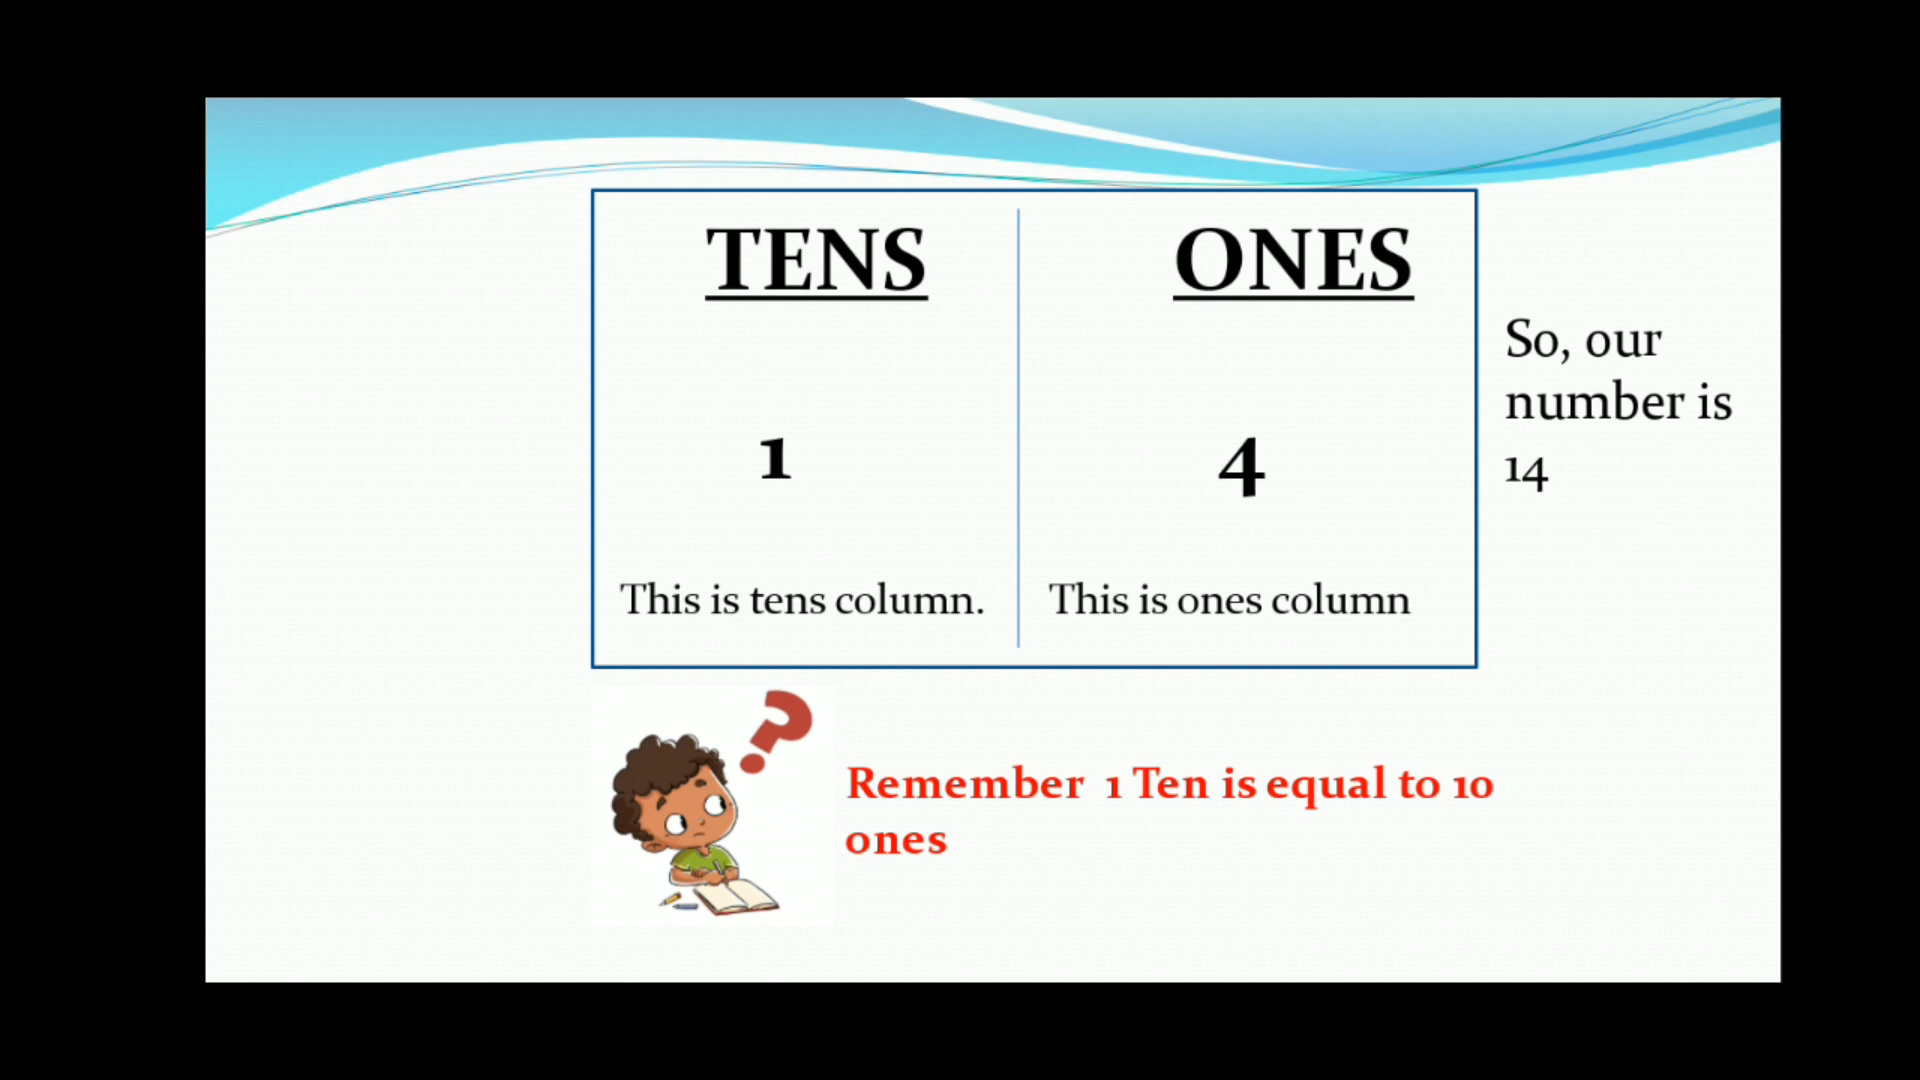 TENS
ONES
1
4
This is tens column.
This is ones column
So, our
number is
14
Remember 1 Ten is equal to 10
ones